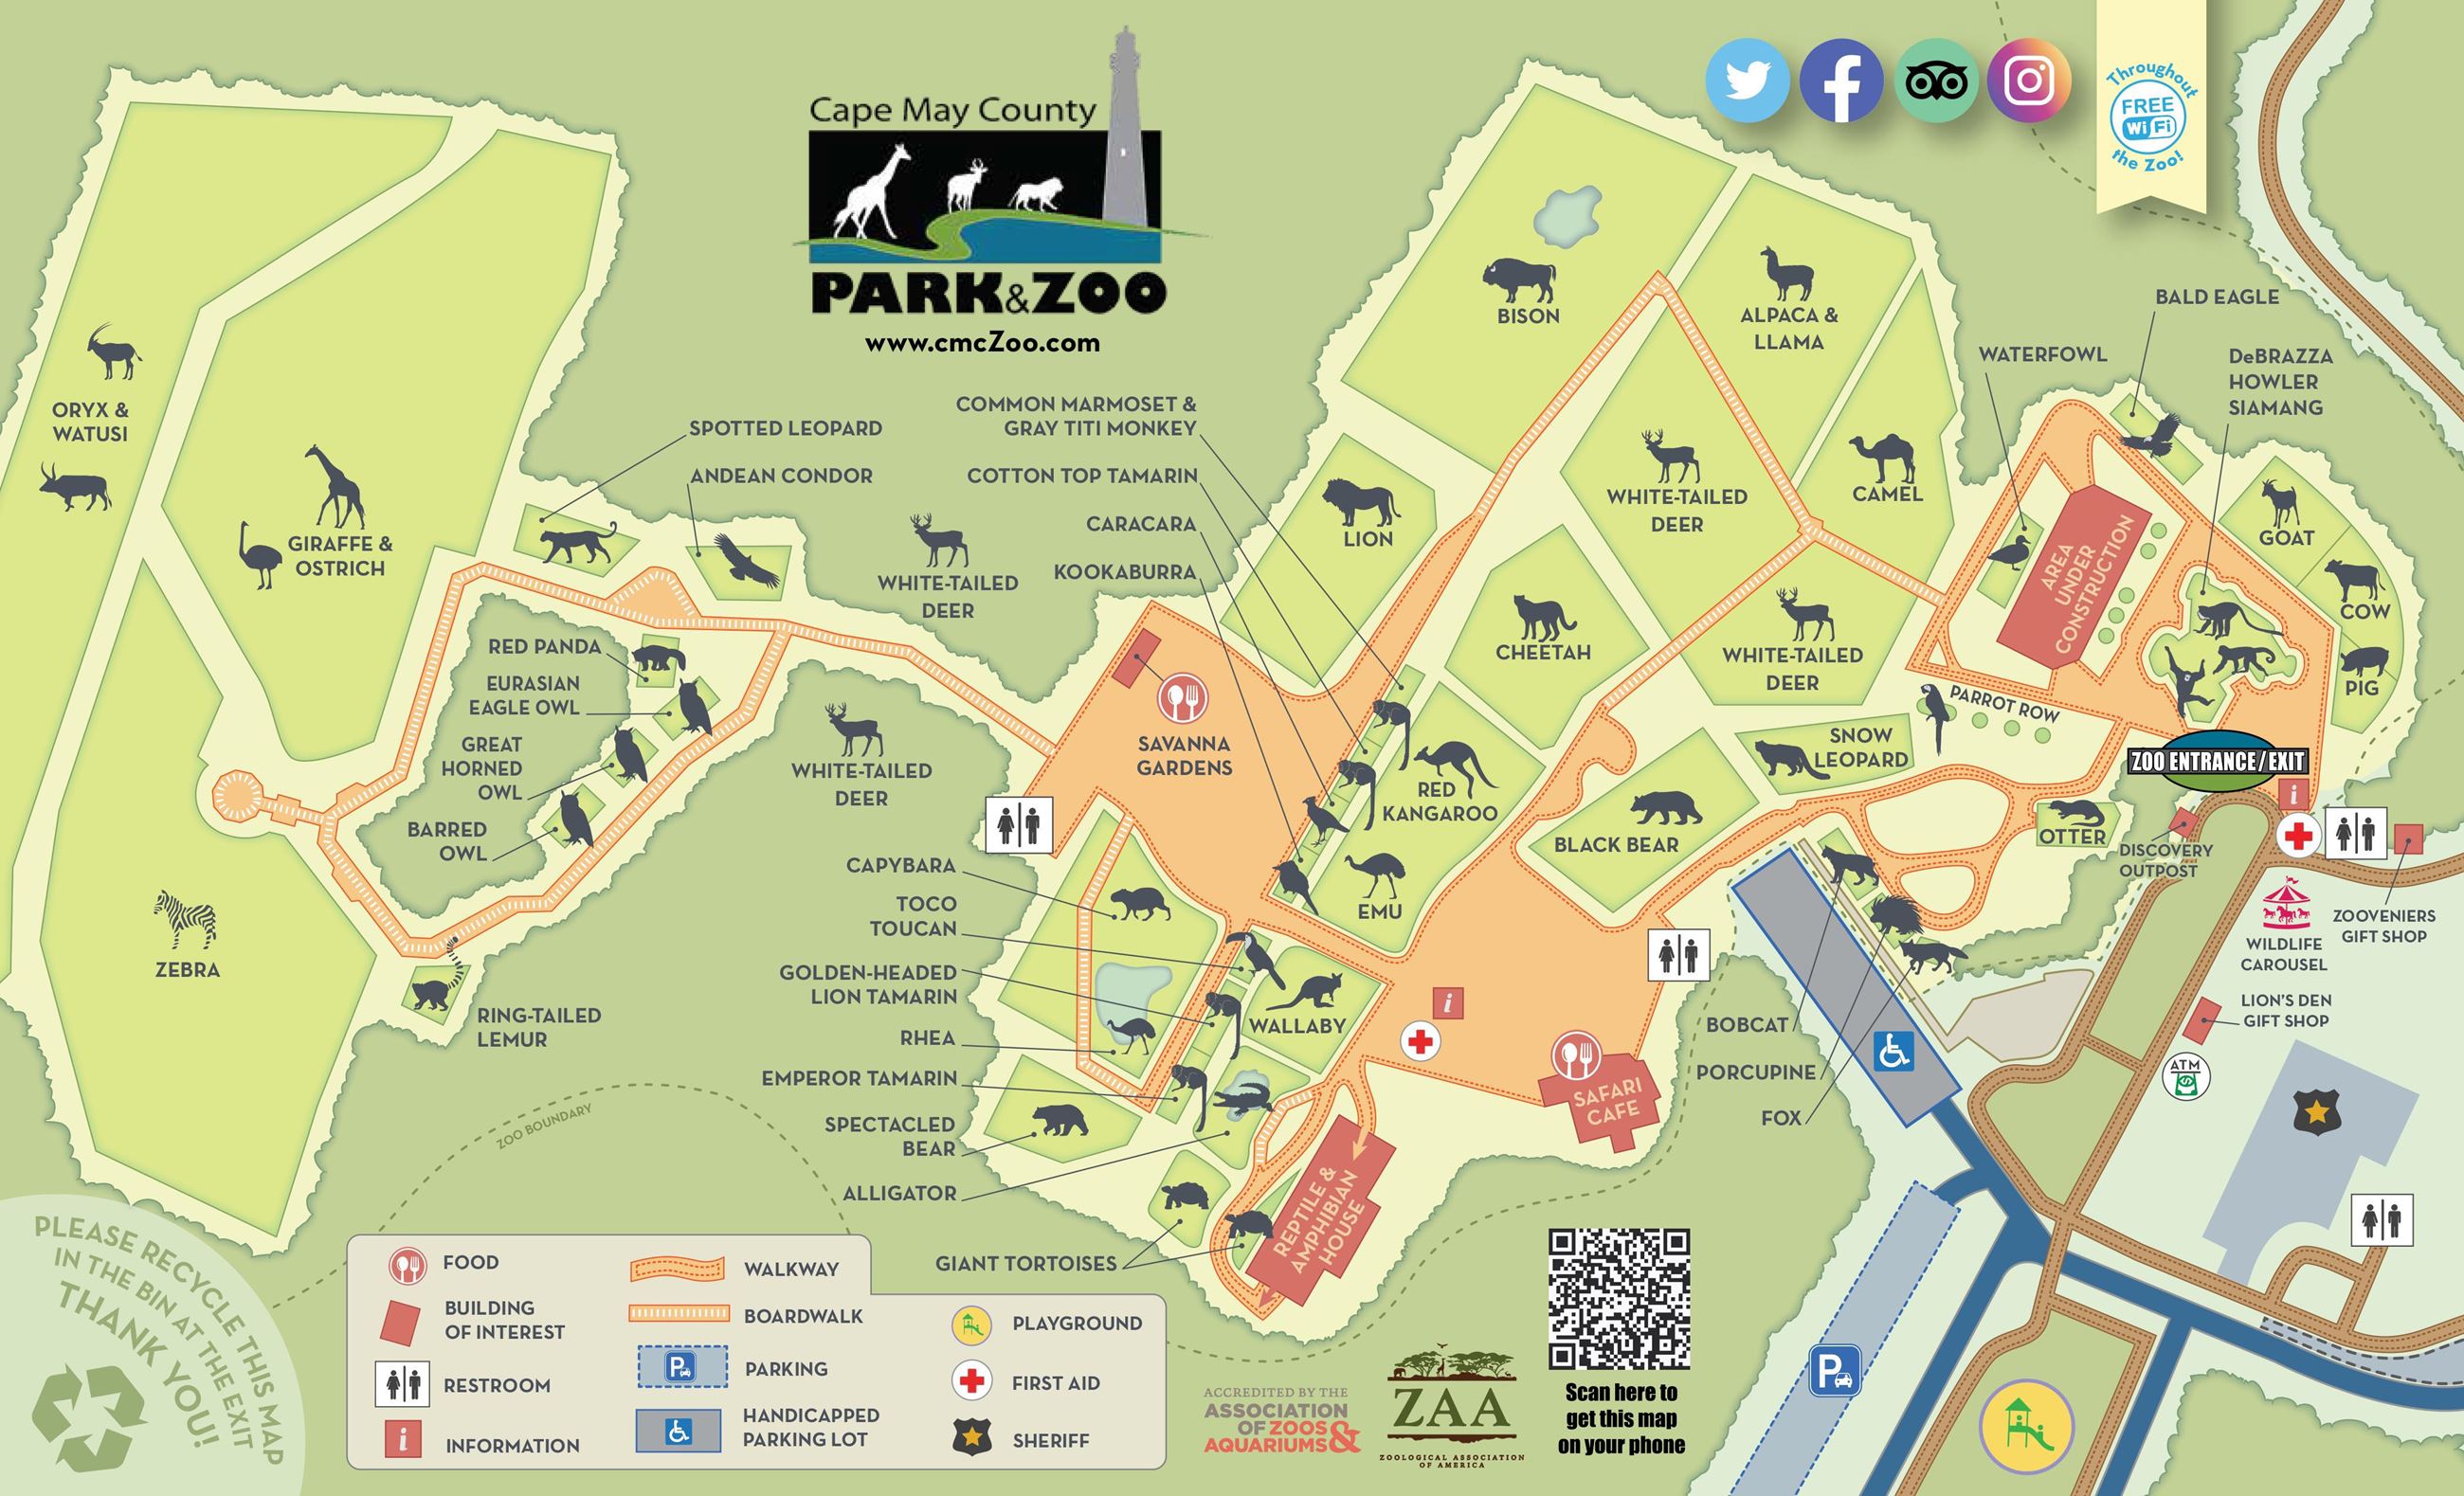 Cape May County
PARK&ZOO
www.cmcZoo.com
Throughout
FREE
Wi Fi
the Zoo!
ORYX &
WATUSI
GIRAFFE &
OSTRICH
ZEBRA
SPOTTED LEOPARD
ANDEAN CONDOR
WHITE-TAILED
DEER
RED PANDA
EURASIAN
EAGLE OWL
GREAT
HORNED
OWL
BARRED
OWL
RING-TAILED
LEMUR
WHITE-TAILED
DEER
COMMON MARMOSET &
GRAY TITI MONKEY
COTTON TOP TAMARIN
CARACARA
KOOKABURRA
SAVANNA
GARDENS
CAPYBARA
TOCO
TOUCAN
GOLDEN-HEADED
LION TAMARIN
RHEA
EMPEROR TAMARIN
SPECTACLED
BEAR
ALLIGATOR
GIANT TORTOISES
BISON
ALPACA &
LLAMA
LION
WHITE-TAILED
DEER
CAMEL
CHEETAH
WHITE-TAILED
DEER
RED
KANGAROO
EMU
WALLABY
BLACK BEAR
SNOW
LEOPARD
i
SAFARI
CAFE
REPTILE &
AMPHIBIAN
HOUSE
BALD EAGLE
WATERFOWL
DeBRAZZA
HOWLER
SIAMANG
GOAT
COW
PIG
AREA
UNDER
CONSTRUCTION
PARROT ROW
ZOO ENTRANCE/EXIT
i
OTTER
DISCOVERY
OUTPOST
WILDLIFE
CAROUSEL
ZOOVENIERS
GIFT SHOP
LION'S DEN
GIFT SHOP
ATM
BOBCAT
PORCUPINE
FOX
P
ZOO BOUNDARY
PLEASE RECYCLE THIS MAP
IN THE BIN AT THE EXIT
THANK YOU!
FOOD
BUILDING
OF INTEREST
RESTROOM
i
INFORMATION
WALKWAY
BOARDWALK
P
PARKING
HANDICAPPED
PARKING LOT
PLAYGROUND
FIRST AID
SHERIFF
ACCREDITED BY THE
ASSOCIATION
OF ZOOS
AQUARIUMS &
ZAA
ZOOLOGICAL ASSOCIATION
OF AMERICA
Scan here to
get this map
on your phone